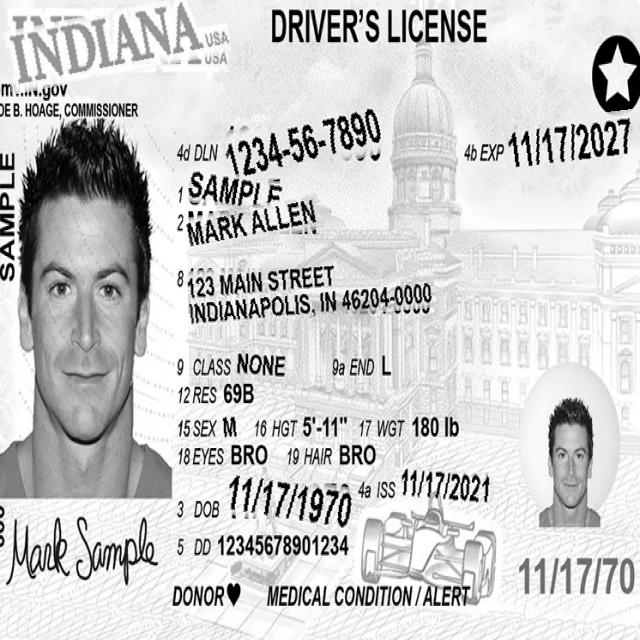 INDIANA USA
USA
DRIVER'S LICENSE
B. HOAGE, COMMISSIONER
SAMPLE
4d DLN 1234-56-7890
4b EXP 11/17/2027
1 SAMPLE
2 MARK ALLEN
8 123 MAIN STREET
INDIANAPOLIS, IN 46204-0000
9 CLASS NONE 9a END L
12 RES 69B
15 SEX M 16 HGT 5'-11" 17 WGT 180 lb
18 EYES BRO 19 HAIR BRO
3 DOB 11/17/1970 4a ISS 11/17/2021
5 DD 12345678901234
Mark Sample
DONOR♥ MEDICAL CONDITION / ALERT
11/17/70